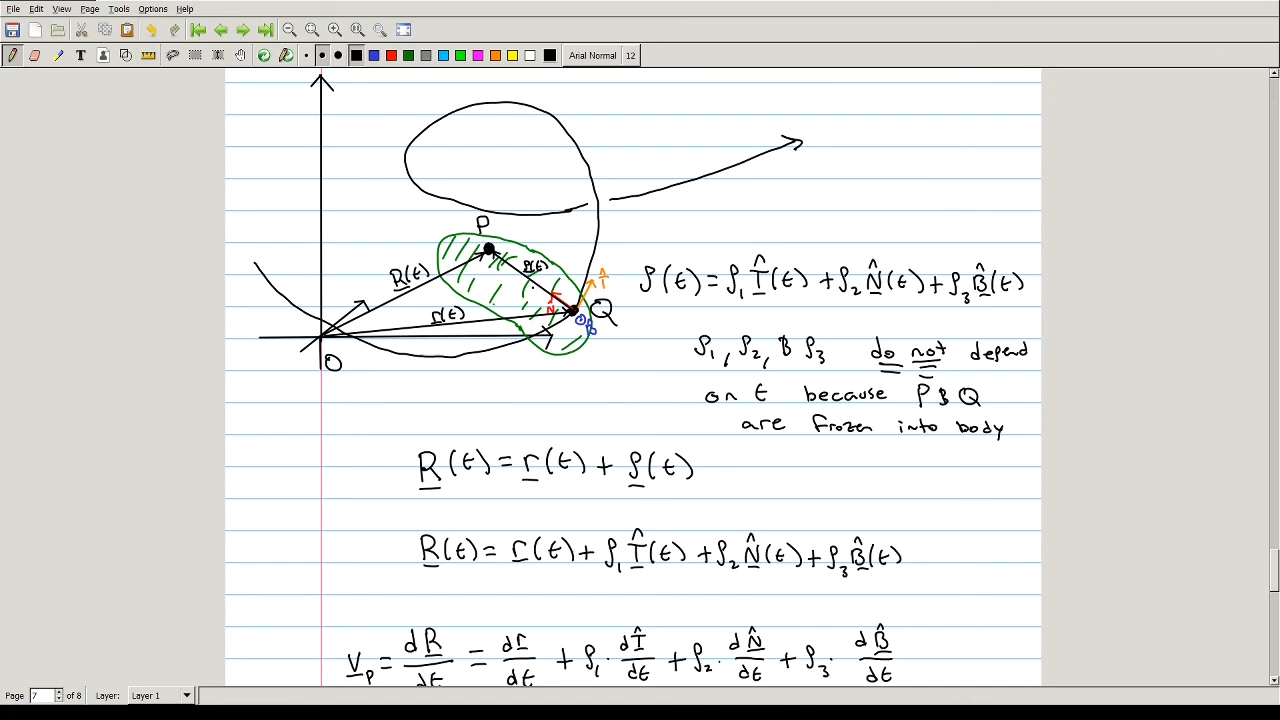 File Edit View Page Tools Options Help
T Arial Normal 12
P
R(t) ρ(t)
r(t) N T̂ Q
B
O
ρ(t) = ρ₁ T̂(t) + ρ₂ N̂(t) + ρ₃ B̂(t)
ρ₁, ρ₂, & ρ₃ do not depend
on t because P & Q
are frozen into body
R(t) = r(t) + ρ(t)
R(t) = r(t) + ρ₁ T̂(t) + ρ₂ N̂(t) + ρ₃ B̂(t)
V_P = dR/dt = dr/dt + ρ₁ · dT̂/dt + ρ₂ · dN̂/dt + ρ₃ · dB̂/dt
Page 7 of 8 Layer: Layer 1